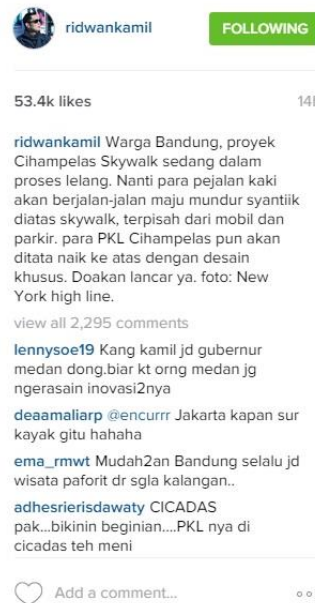 ridwankamil
FOLLOWING
53.4k likes
14h
ridwankamil Warga Bandung, proyek
Cihampelas Skywalk sedang dalam
proses lelang. Nanti para pejalan kaki
akan berjalan-jalan maju mundur syantiik
diatas skywalk, terpisah dari mobil dan
parkir. para PKL Cihampelas pun akan
ditata naik ke atas dengan desain
khusus. Doakan lancar ya. foto: New
York high line.
view all 2,295 comments
lennysoe19 Kang kamil jd gubernur
medan dong.biar kt orng medan jg
ngerasain inovasi2nya
deaamaliarp @encurrr Jakarta kapan sur
kayak gitu hahaha
ema_rmwt Mudah2an Bandung selalu jd
wisata paforit dr sgla kalangan..
adhesrierisdawaty CICADAS
pak...bikinin beginian....PKL nya di
cicadas teh meni
Add a comment...